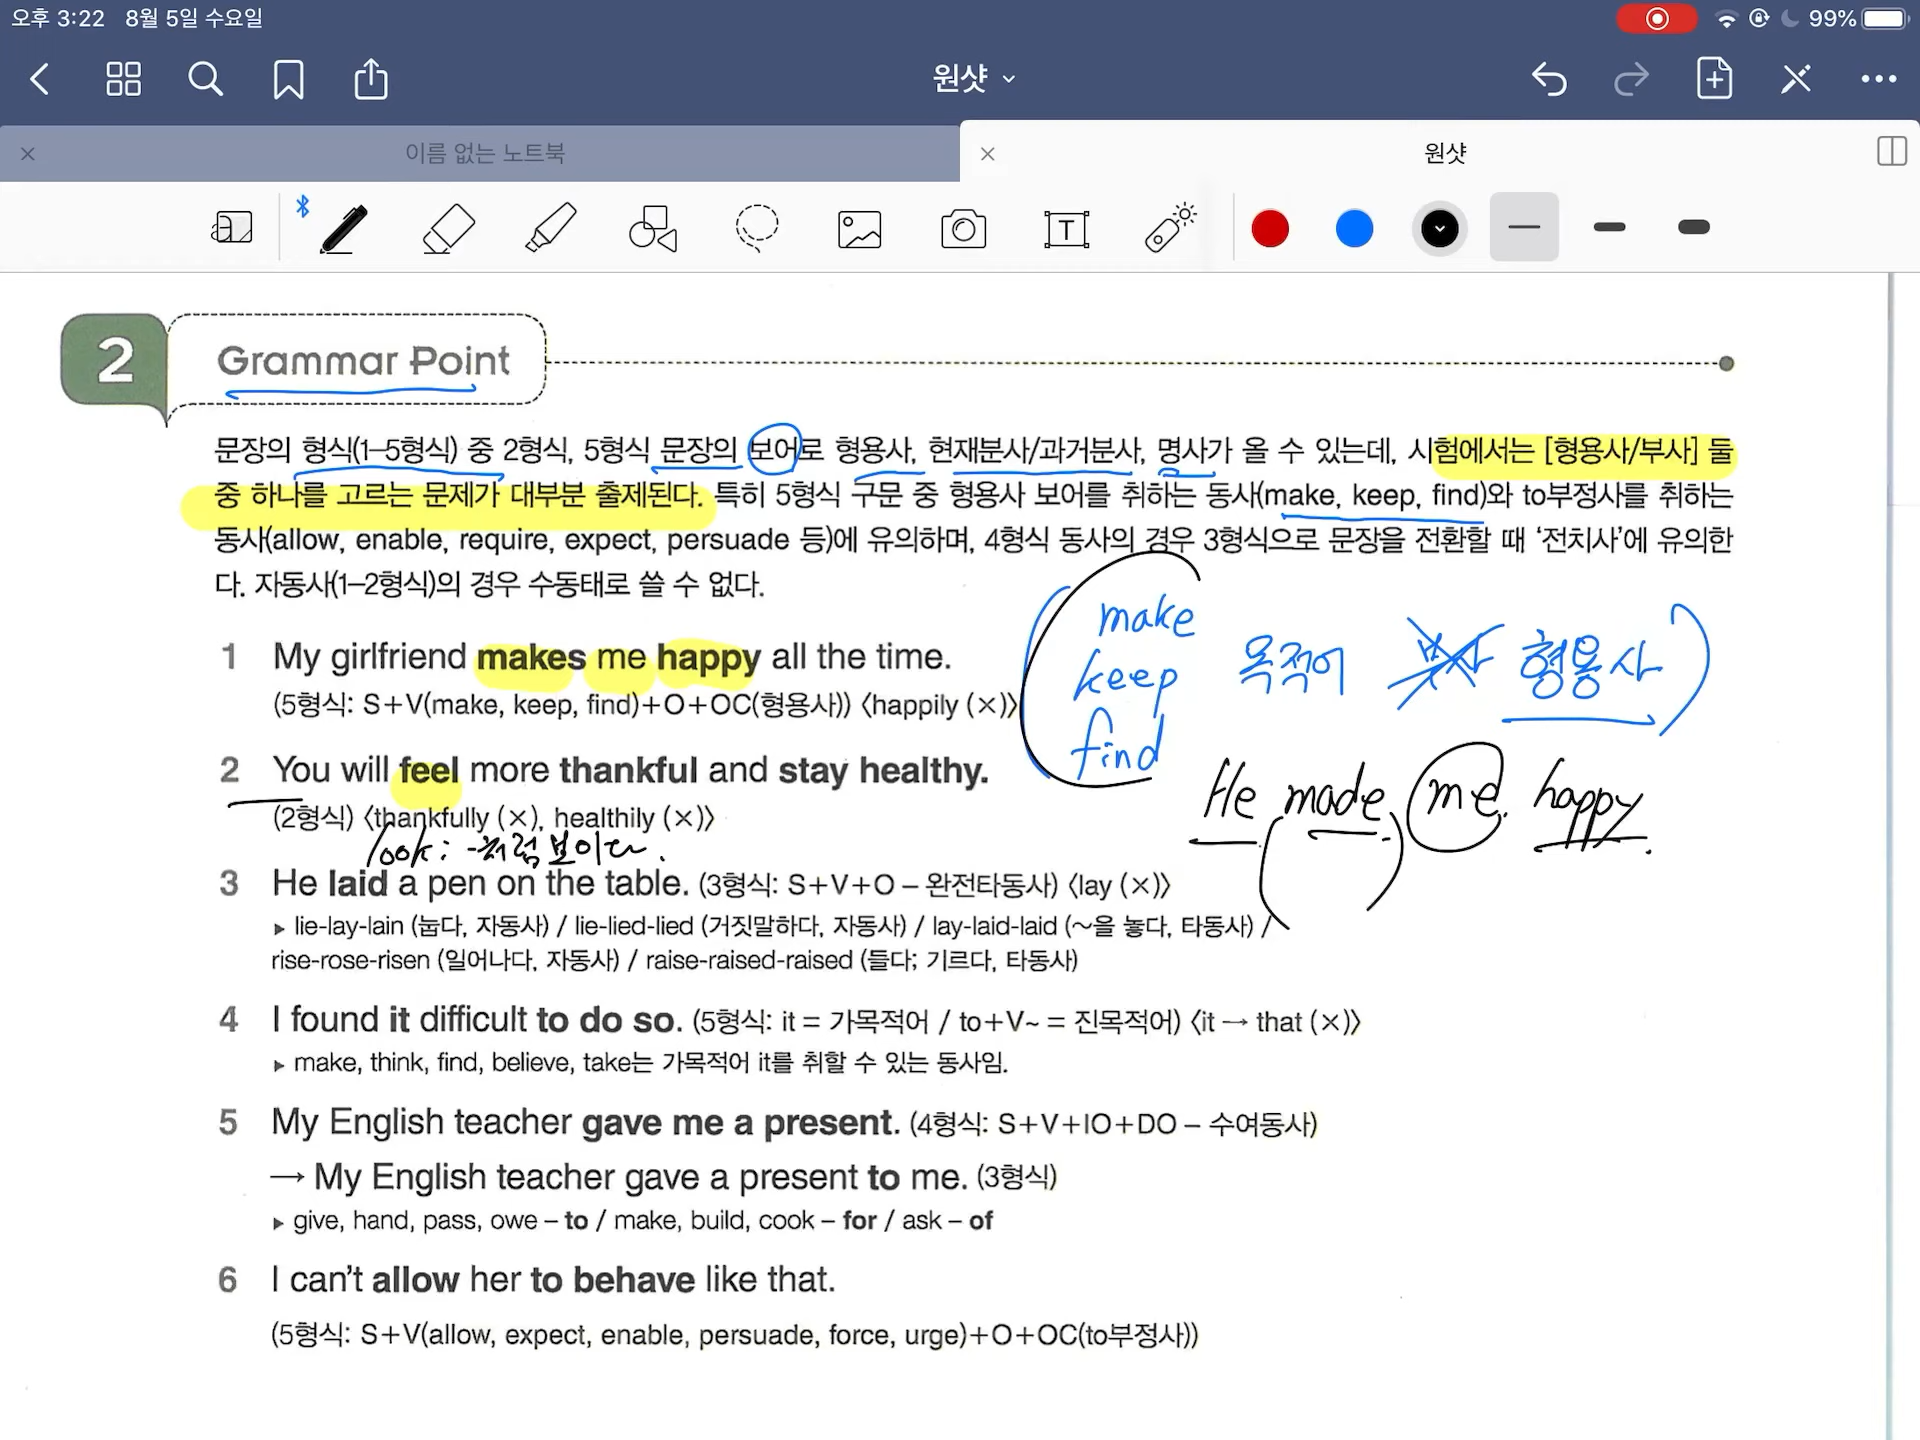 오후 3:22 8월 5일 수요일 99%
원샷
이름 없는 노트북 원샷
2 Grammar Point
문장의 형식(1–5형식) 중 2형식, 5형식 문장의 보어로 형용사, 현재분사/과거분사, 명사가 올 수 있는데, 시험에서는 [형용사/부사] 둘
중 하나를 고르는 문제가 대부분 출제된다. 특히 5형식 구문 중 형용사 보어를 취하는 동사(make, keep, find)와 to부정사를 취하는
동사(allow, enable, require, expect, persuade 등)에 유의하며, 4형식 동사의 경우 3형식으로 문장을 전환할 때 ‘전치사’에 유의한
다. 자동사(1–2형식)의 경우 수동태로 쓸 수 없다.
make
keep 목적어 부사 형용사
find
1 My girlfriend makes me happy all the time.
(5형식: S+V(make, keep, find)+O+OC(형용사)) 〈happily (×)〉
2 You will feel more thankful and stay healthy.
He made me happy.
(2형식) 〈thankfully (×), healthily (×)〉
look: -처럼 보이다.
3 He laid a pen on the table. (3형식: S+V+O – 완전타동사) 〈lay (×)〉
▶ lie-lay-lain (눕다, 자동사) / lie-lied-lied (거짓말하다, 자동사) / lay-laid-laid (~을 놓다, 타동사) /
rise-rose-risen (일어나다, 자동사) / raise-raised-raised (들다; 기르다, 타동사)
4 I found it difficult to do so. (5형식: it = 가목적어 / to+V~ = 진목적어) 〈it → that (×)〉
▶ make, think, find, believe, take는 가목적어 it를 취할 수 있는 동사임.
5 My English teacher gave me a present. (4형식: S+V+IO+DO – 수여동사)
→ My English teacher gave a present to me. (3형식)
▶ give, hand, pass, owe – to / make, build, cook – for / ask – of
6 I can't allow her to behave like that.
(5형식: S+V(allow, expect, enable, persuade, force, urge)+O+OC(to부정사))